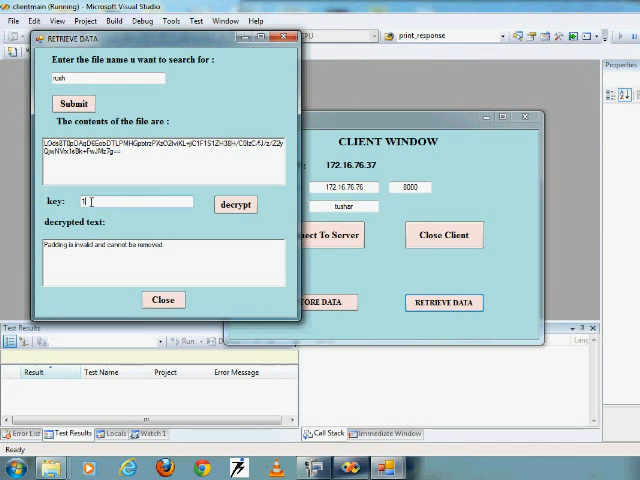 clientmain (Running) - Microsoft Visual Studio
File Edit View Project Build Debug Tools Test Window Help
print_response
RETRIEVE DATA
Enter the file name u want to search for :
rush
Submit
The contents of the file are :
key: 1
decrypt
decrypted text:
Padding is invalid and cannot be removed.
Close
CLIENT WINDOW
172.16.76.37
172.16.76.76 8000
tushar
nect To Server
Close Client
ORE DATA
RETRIEVE DATA
Properties
Test Results
Run
Result Test Name Project Error Message
Error List Test Results Locals Watch 1
Call Stack Immediate Window
Ready